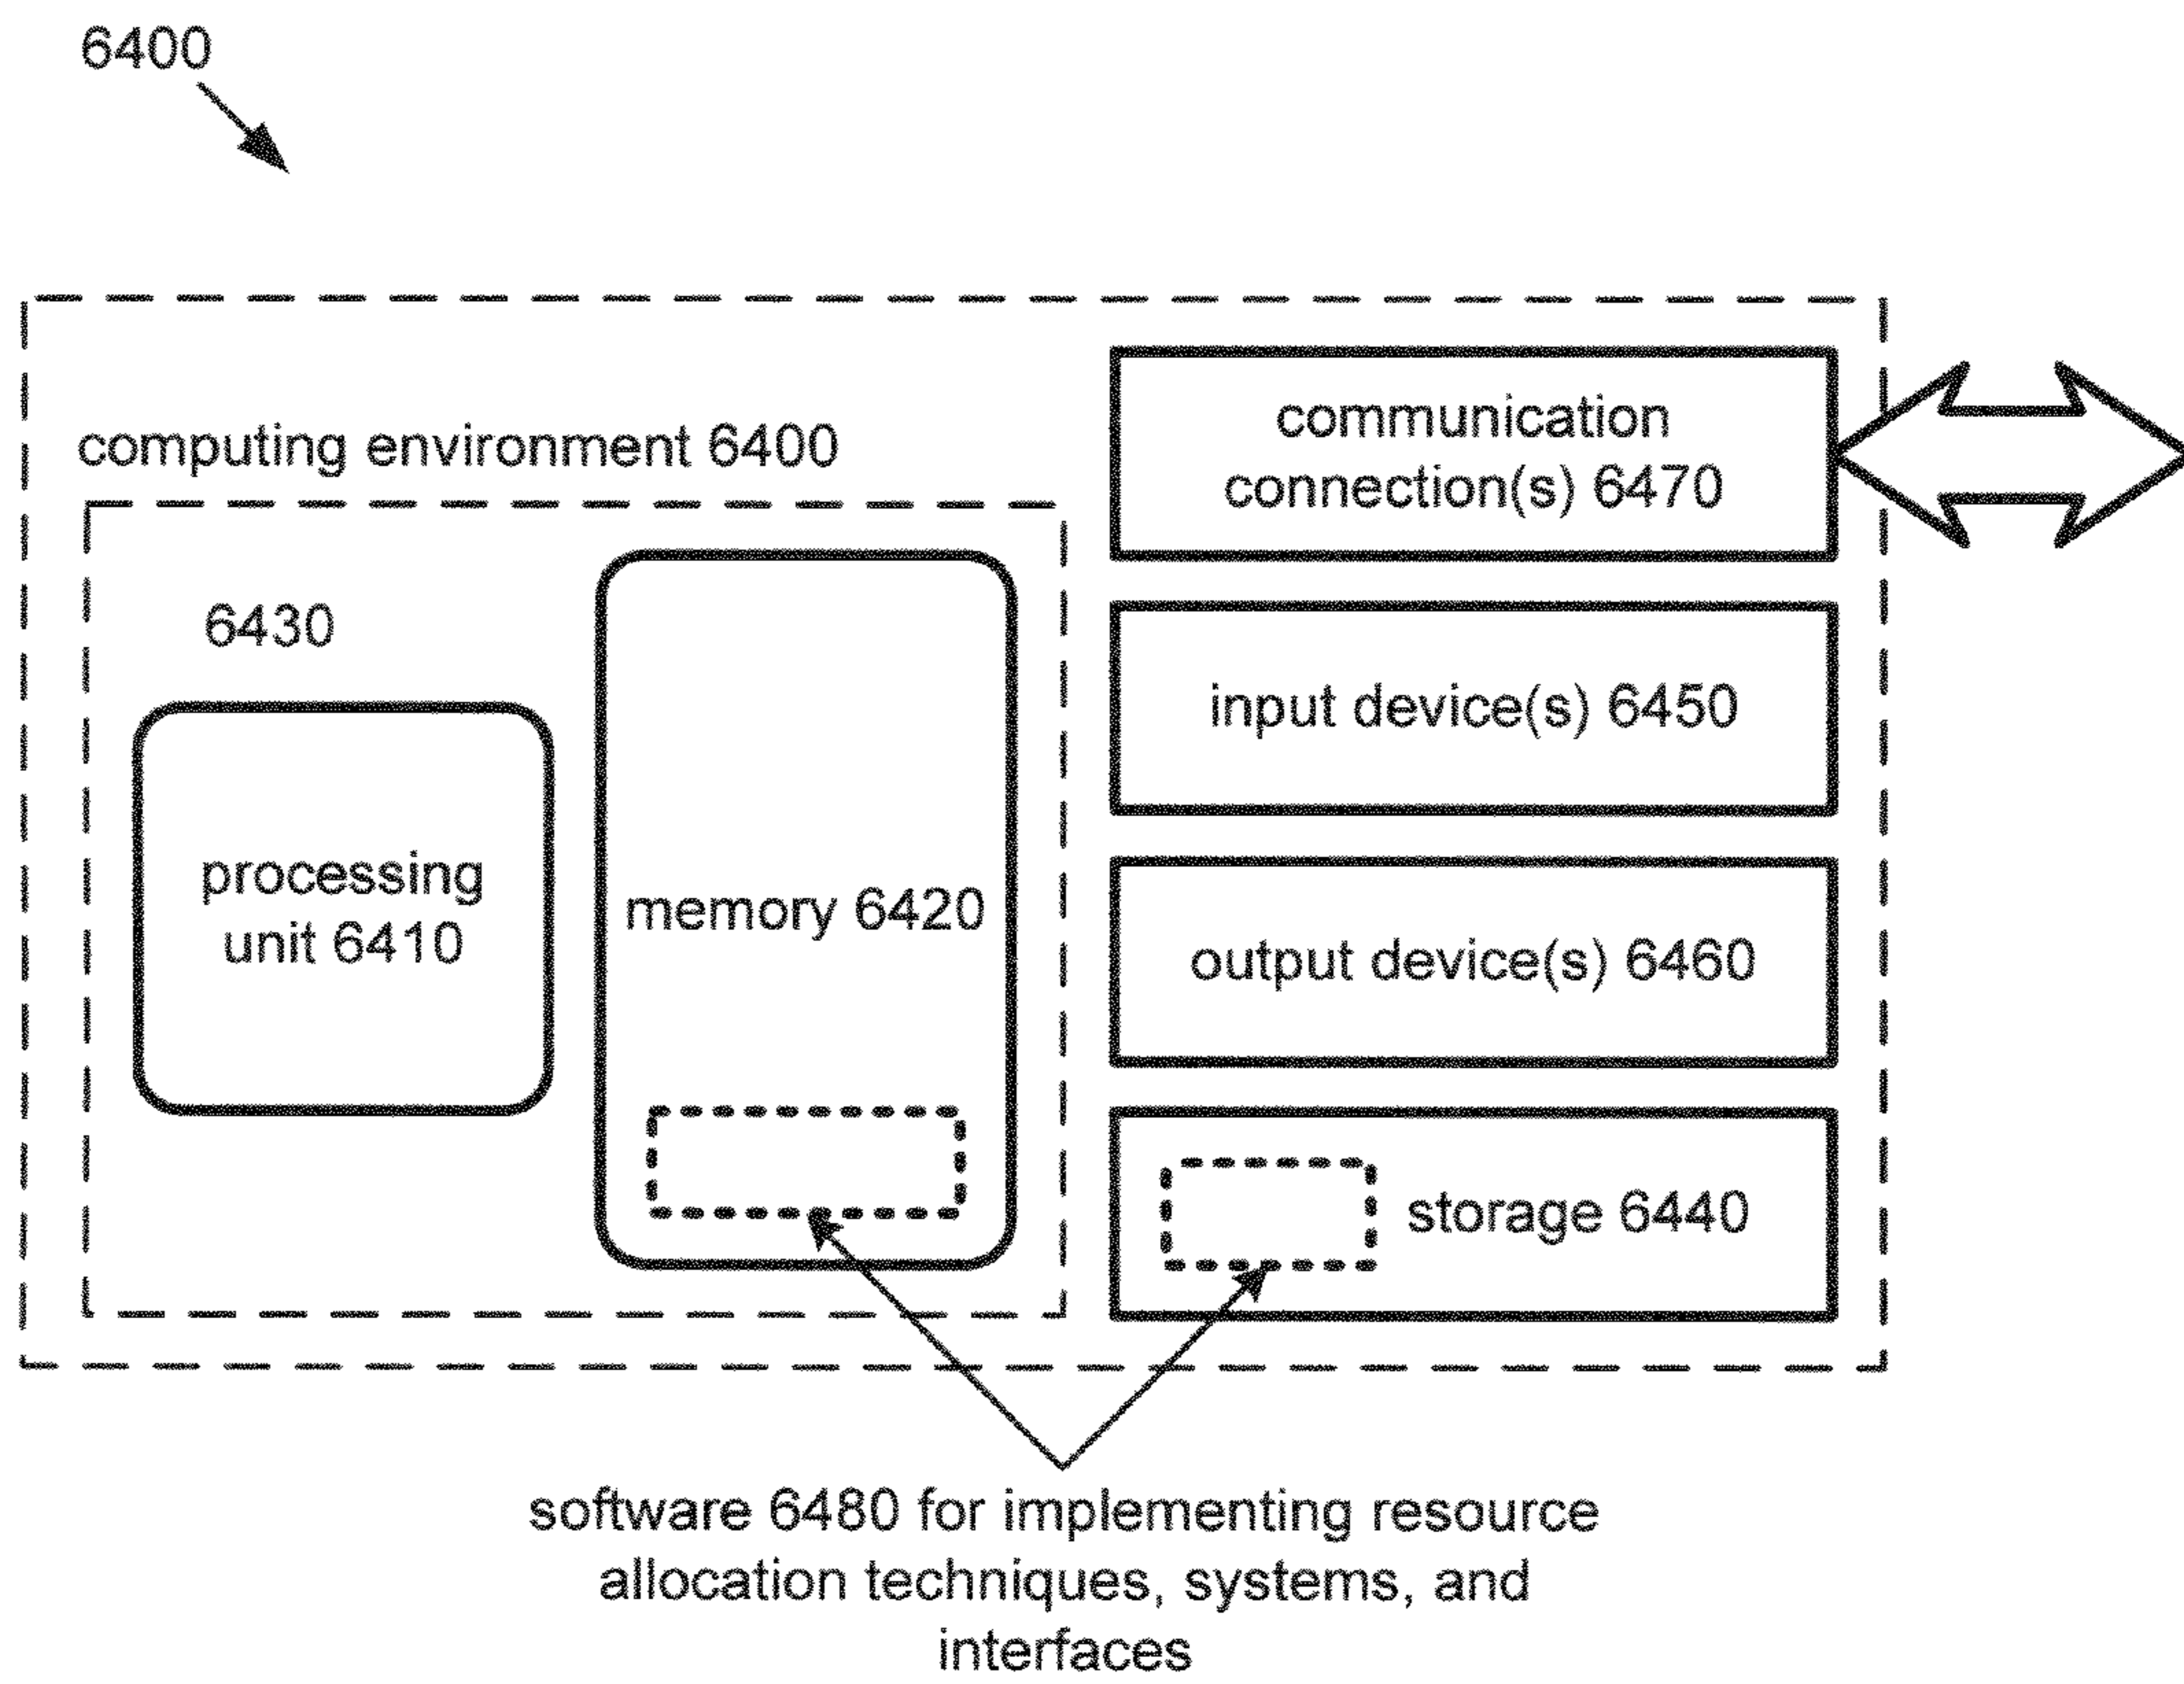 6400
computing environment 6400
communication
connection(s) 6470
6430
input device(s) 6450
processing
unit 6410
memory 6420
output device(s) 6460
storage 6440
software 6480 for implementing resource
allocation techniques, systems, and
interfaces